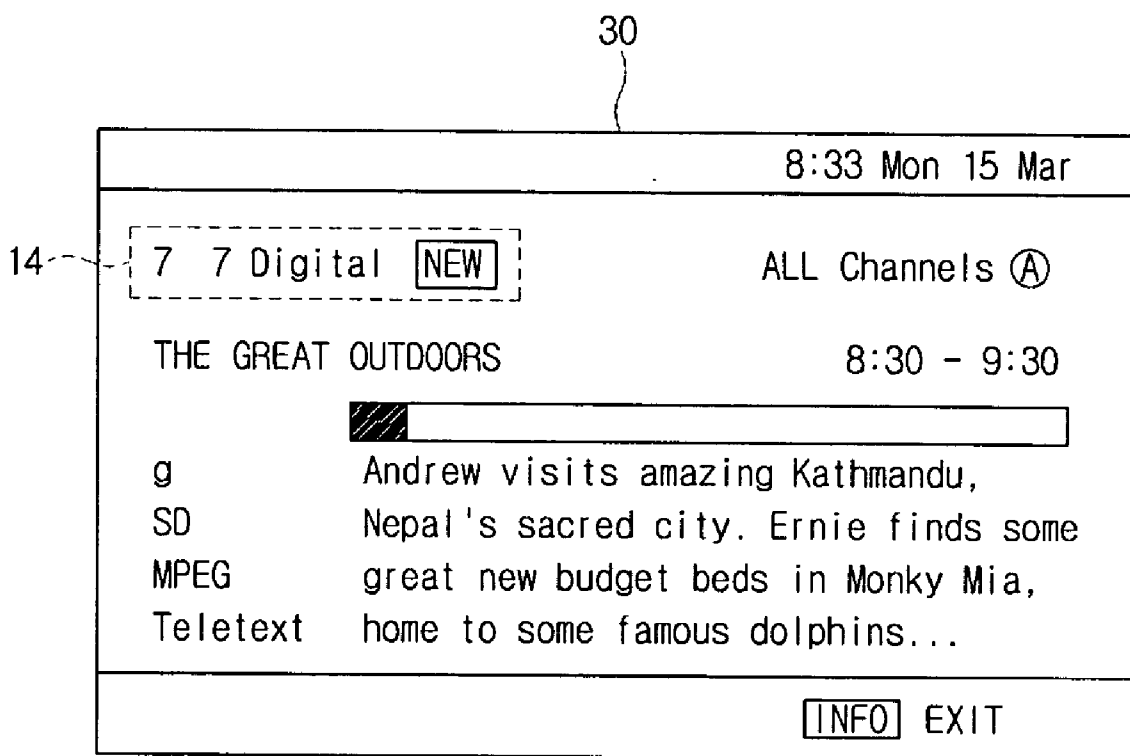 30
8:33 Mon 15 Mar
14 7 7 Digital NEW ALL Channels Ⓐ
THE GREAT OUTDOORS 8:30 - 9:30
g Andrew visits amazing Kathmandu,
SD Nepal's sacred city. Ernie finds some
MPEG great new budget beds in Monky Mia,
Teletext home to some famous dolphins...
INFO EXIT